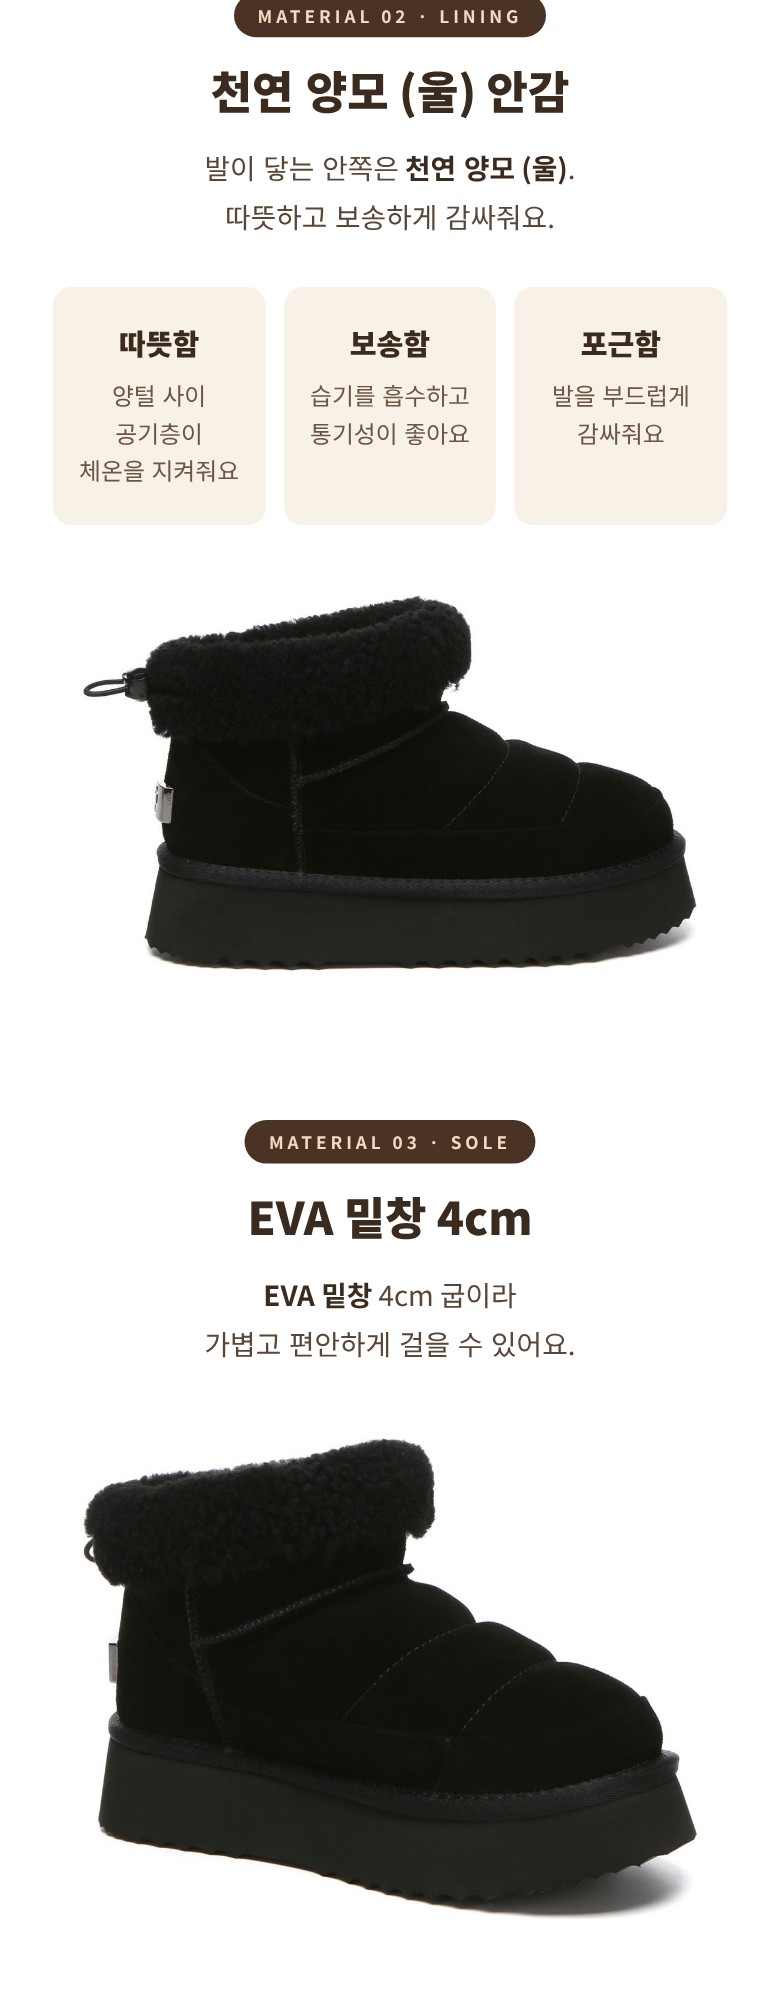 MATERIAL 02 · LINING
천연 양모 (울) 안감
발이 닿는 안쪽은 천연 양모 (울).
따뜻하고 보송하게 감싸줘요.
따뜻함
양털 사이
공기층이
체온을 지켜줘요
보송함
습기를 흡수하고
통기성이 좋아요
포근함
발을 부드럽게
감싸줘요
MATERIAL 03 · SOLE
EVA 밑창 4cm
EVA 밑창 4cm 굽이라
가볍고 편안하게 걸을 수 있어요.